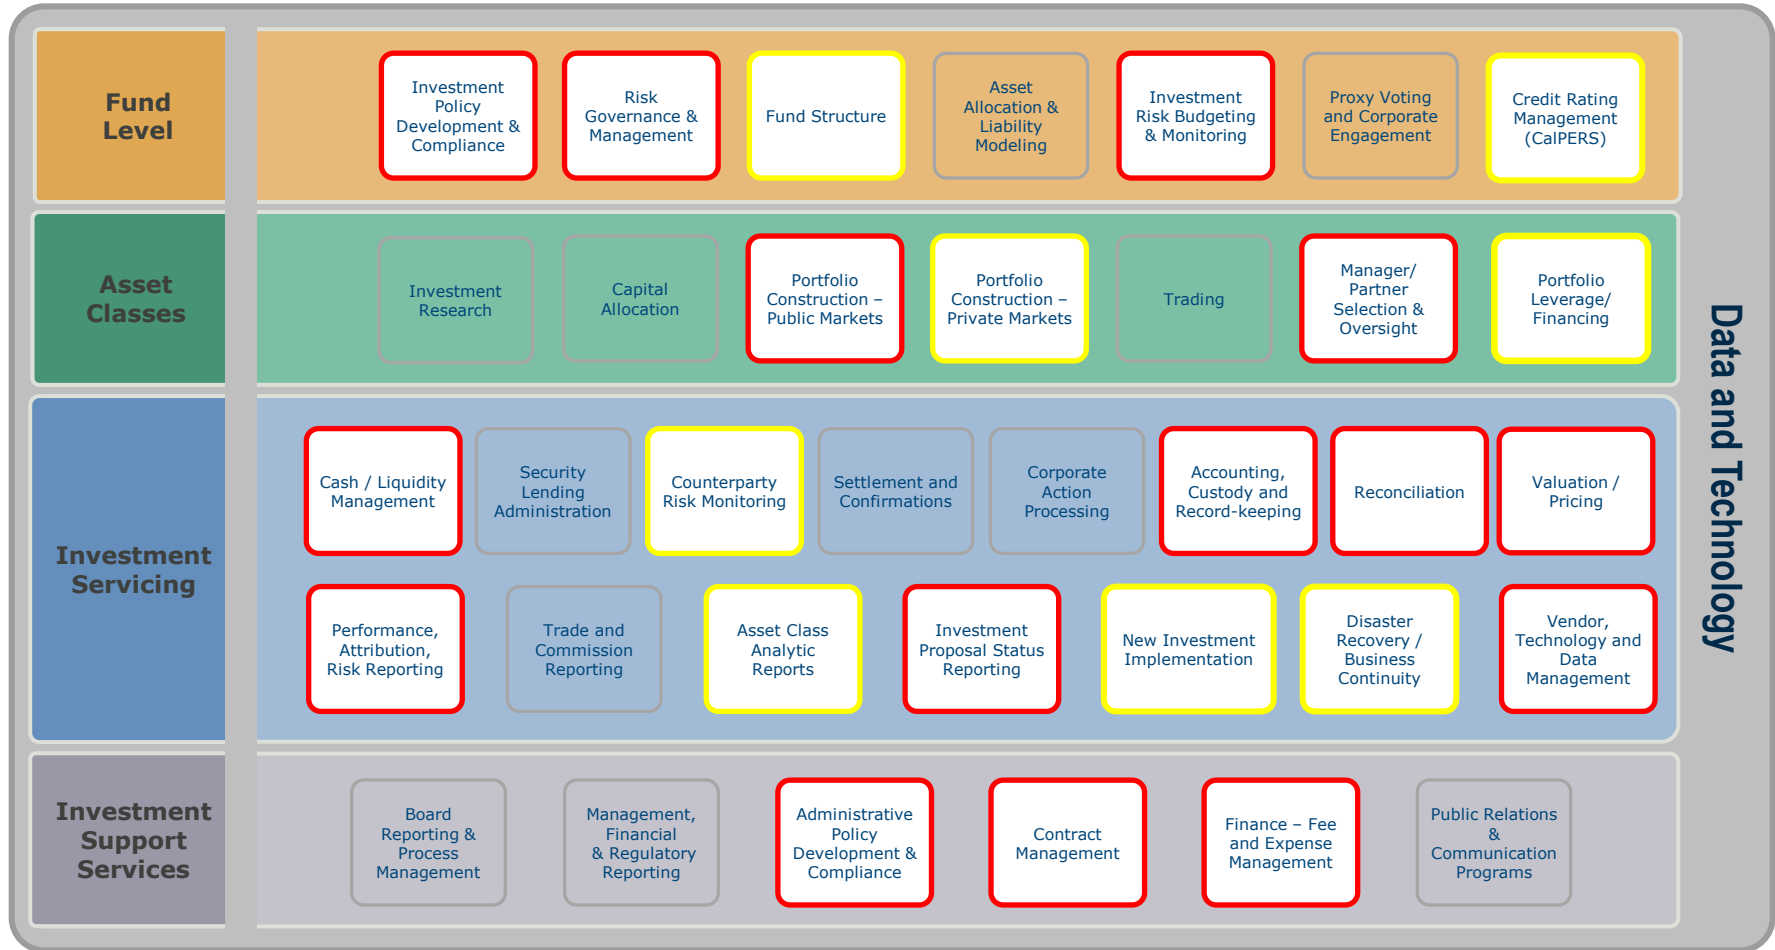 Fund
Level
Investment
Policy
Development &
Compliance
Risk
Governance &
Management
Fund Structure
Asset
Allocation &
Liability
Modeling
Investment
Risk Budgeting
& Monitoring
Proxy Voting
and Corporate
Engagement
Credit Rating
Management
(CalPERS)
Asset
Classes
Investment
Research
Capital
Allocation
Portfolio
Construction –
Public Markets
Portfolio
Construction –
Private Markets
Trading
Manager/
Partner
Selection &
Oversight
Portfolio
Leverage/
Financing
Investment
Servicing
Cash / Liquidity
Management
Security
Lending
Administration
Counterparty
Risk Monitoring
Settlement and
Confirmations
Corporate
Action
Processing
Accounting,
Custody and
Record-keeping
Reconciliation
Valuation /
Pricing
Performance,
Attribution,
Risk Reporting
Trade and
Commission
Reporting
Asset Class
Analytic
Reports
Investment
Proposal Status
Reporting
New Investment
Implementation
Disaster
Recovery /
Business
Continuity
Vendor,
Technology and
Data
Management
Investment
Support
Services
Board
Reporting &
Process
Management
Management,
Financial
& Regulatory
Reporting
Administrative
Policy
Development &
Compliance
Contract
Management
Finance – Fee
and Expense
Management
Public Relations
&
Communication
Programs
Data and Technology